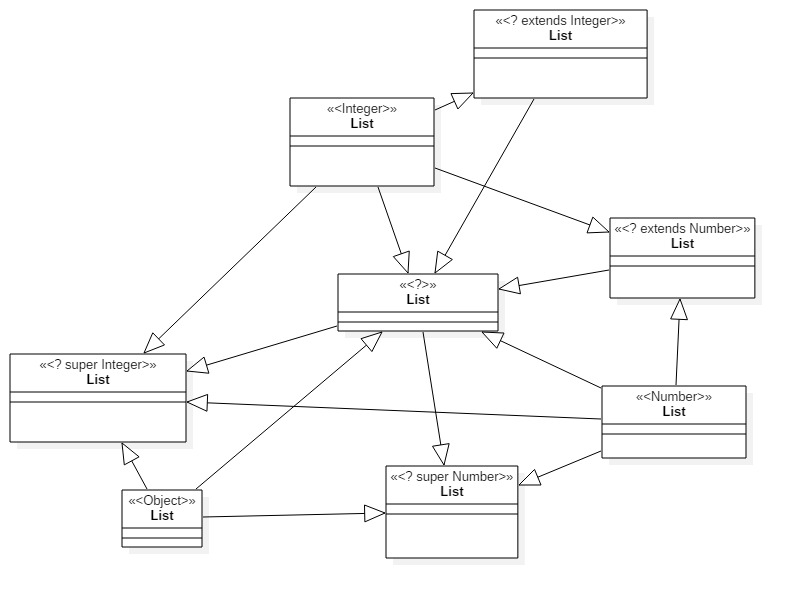 «<? extends Integer>»
List
«<Integer>»
List
«<? extends Number>»
List
«<?>»
List
«<? super Integer>»
List
«<Number>»
List
«<? super Number>»
List
«<Object>»
List